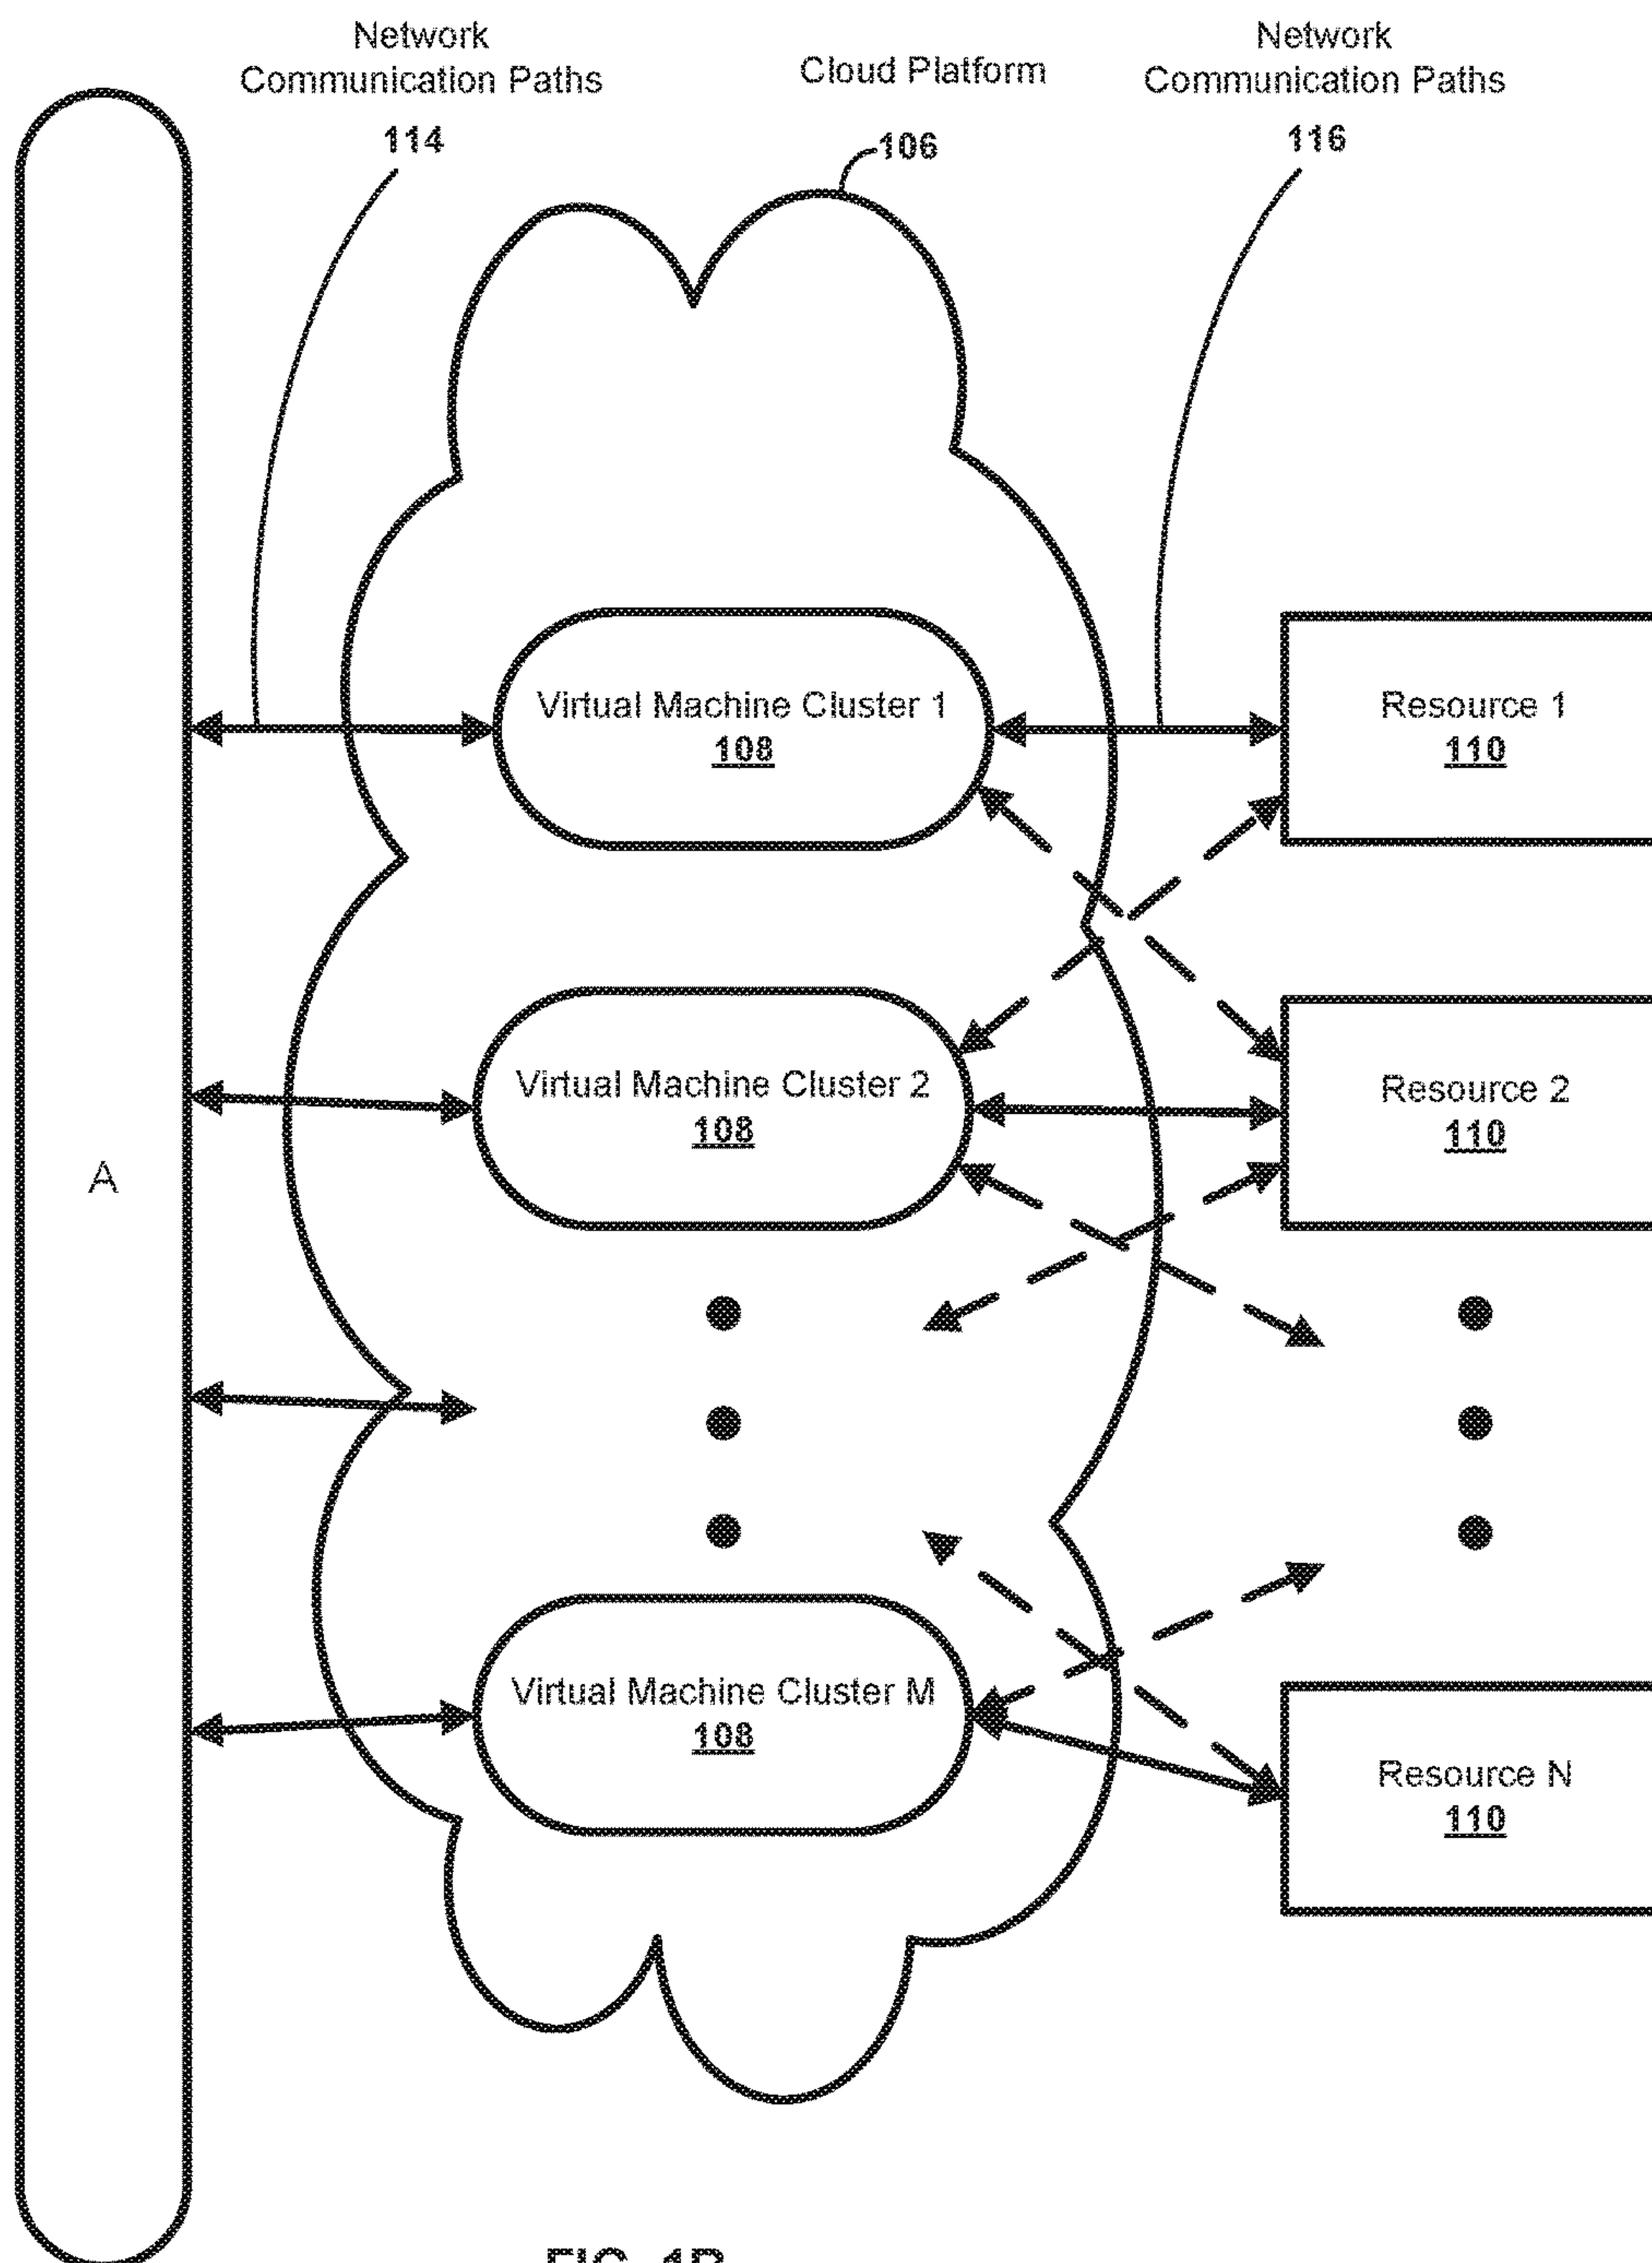 Network
Communication Paths
114
Cloud Platform
106
Network
Communication Paths
116
Virtual Machine Cluster 1
108
Resource 1
110
A
Virtual Machine Cluster 2
108
Resource 2
110
Virtual Machine Cluster M
108
Resource N
110